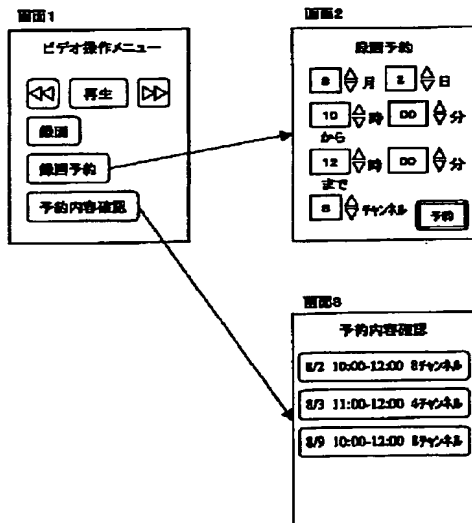 画面1
ビデオ操作メニュー
再生
録画
録画予約
予約内容確認
画面2
録画予約
8 月 2 日
10 時 00 分
から
12 時 00 分
まで
8 チャンネル 予約
画面3
予約内容確認
8/2 10:00-12:00 8チャンネル
8/3 11:00-12:00 4チャンネル
8/9 10:00-12:00 8チャンネル